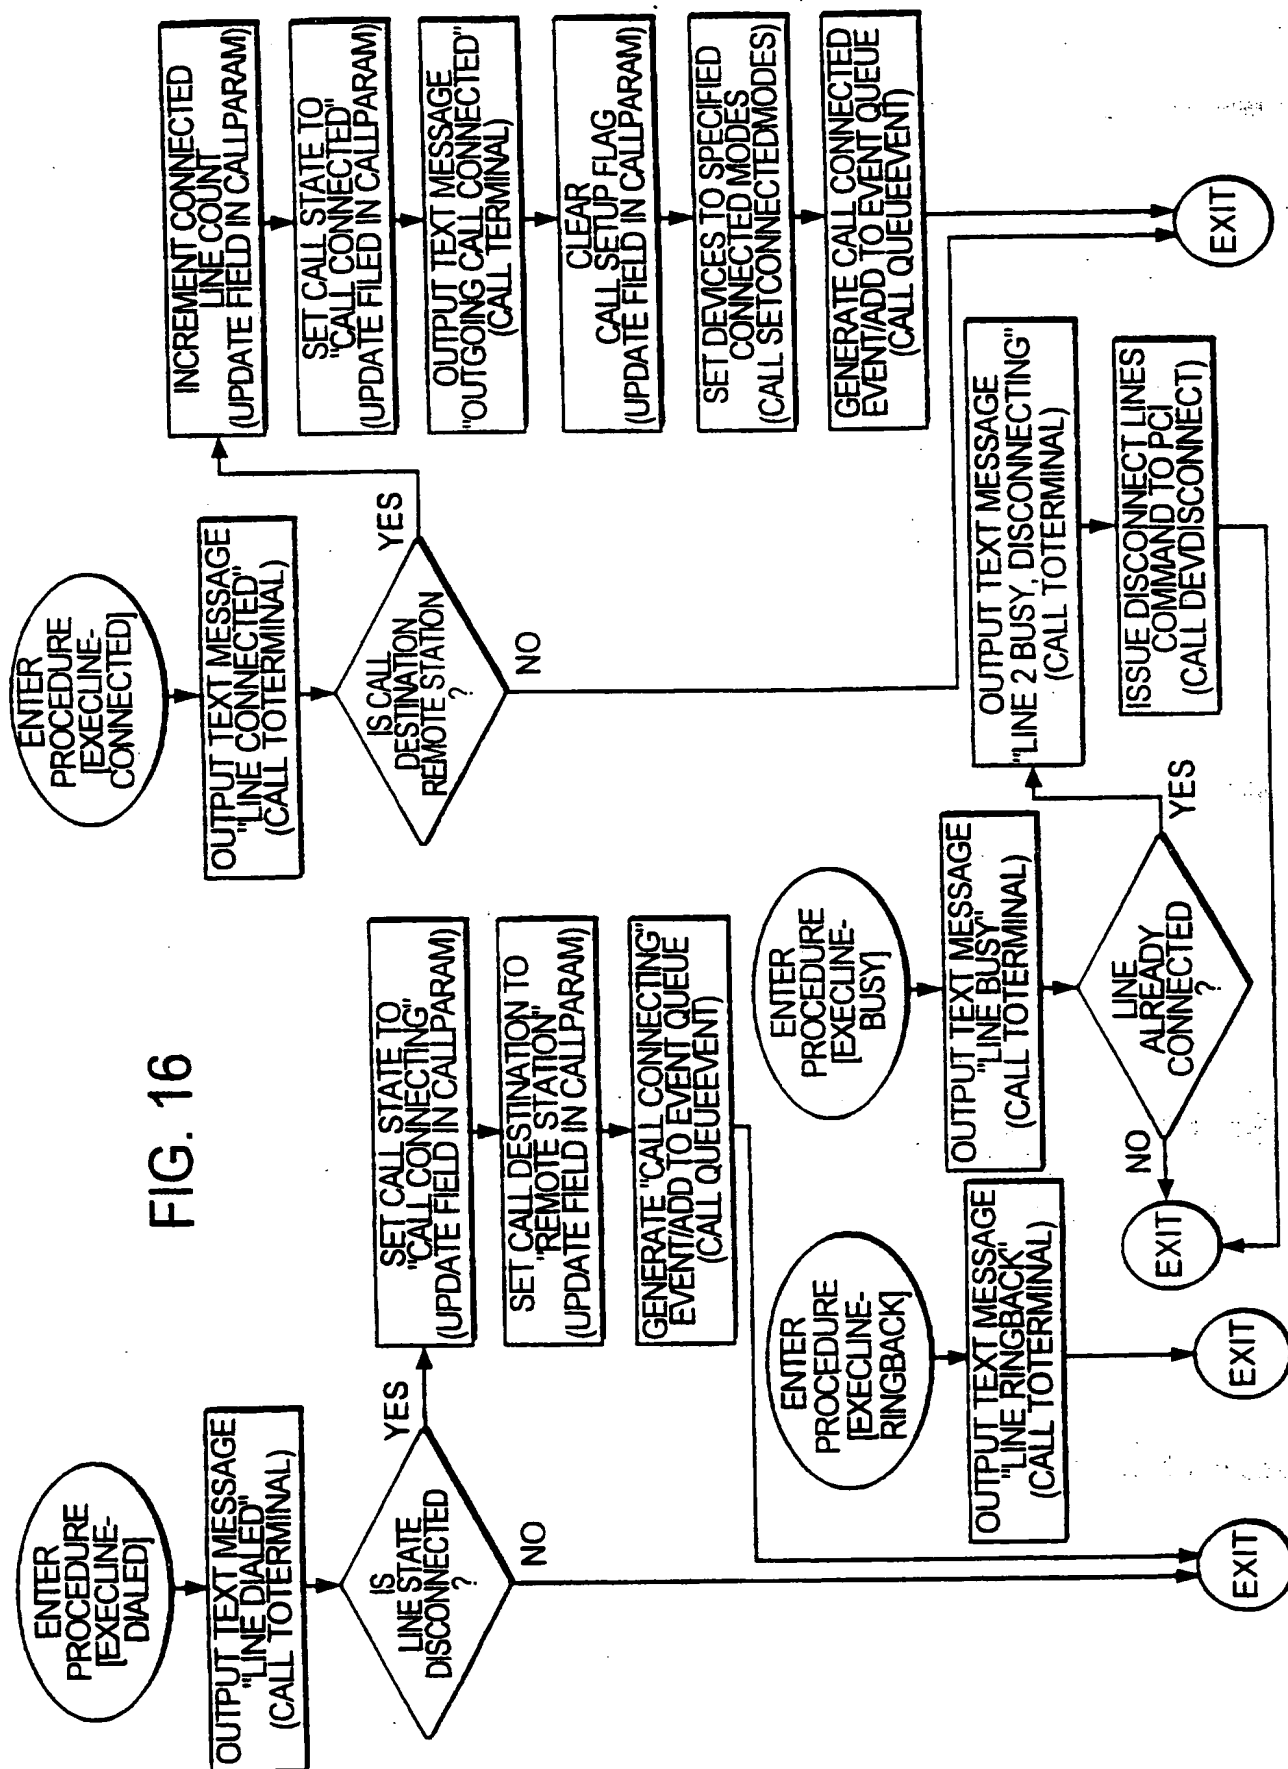 FIG. 16
ENTER
PROCEDURE
[EXECLINE-
DIALED]
OUTPUT TEXT MESSAGE
"LINE DIALED"
(CALL TOTERMINAL)
IS
LINE STATE
DISCONNECTED
?
YES
NO
SET CALL STATE TO
"CALL CONNECTING"
(UPDATE FIELD IN CALLPARAM)
SET CALL DESTINATION TO
"REMOTE STATION"
(UPDATE FIELD IN CALLPARAM)
GENERATE "CALL CONNECTING"
EVENT/ADD TO EVENT QUEUE
(CALL QUEUEEVENT)
EXIT
ENTER
PROCEDURE
[EXECLINE-
RINGBACK]
OUTPUT TEXT MESSAGE
"LINE RINGBACK"
(CALL TOTERMINAL)
EXIT
ENTER
PROCEDURE
[EXECLINE-
BUSY]
OUTPUT TEXT MESSAGE
"LINE BUSY"
(CALL TOTERMINAL)
LINE
ALREADY
CONNECTED
?
NO
YES
EXIT
OUTPUT TEXT MESSAGE
"LINE 2 BUSY, DISCONNECTING"
(CALL TOTERMINAL)
ISSUE DISCONNECT LINES
COMMAND TO PCI
(CALL DEVDISCONNECT)
ENTER
PROCEDURE
[EXECLINE-
CONNECTED]
OUTPUT TEXT MESSAGE
"LINE CONNECTED"
(CALL TOTERMINAL)
IS CALL
DESTINATION
REMOTE STATION
?
YES
NO
INCREMENT CONNECTED
LINE COUNT
(UPDATE FIELD IN CALLPARAM)
SET CALL STATE TO
"CALL CONNECTED"
(UPDATE FILED IN CALLPARAM)
OUTPUT TEXT MESSAGE
"OUTGOING CALL CONNECTED"
(CALL TERMINAL)
CLEAR
CALL SETUP FLAG
(UPDATE FIELD IN CALLPARAM)
SET DEVICES TO SPECIFIED
CONNECTED MODES
(CALL SETCONNECTEDMODES)
GENERATE CALL CONNECTED
EVENT/ADD TO EVENT QUEUE
(CALL QUEUEEVENT)
EXIT